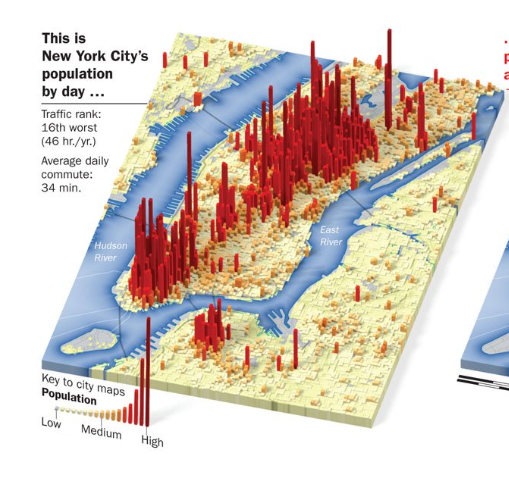 This is
New York City's
population
by day ...
Traffic rank:
16th worst
(46 hr./yr.)
Average daily
commute:
34 min.
Hudson
River
East
River
Key to city maps
Population
Low
Medium
High